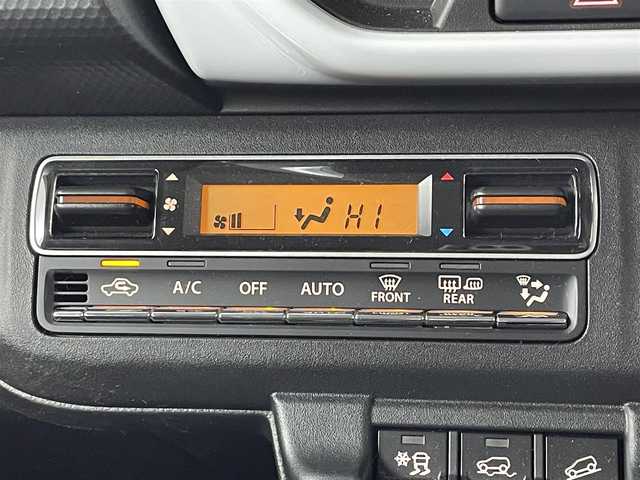 HI
A/C OFF AUTO FRONT REAR